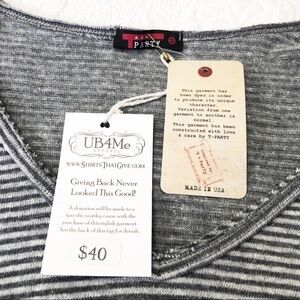 T PARTY
This garment has
been dyed in order
to produce its unique
character.
Variation from one
garment to another is
normal.
This garment has been
constructed with love
& care by T-PARTY
MADE IN USA
UB4Me
WWW.SHIRTSTHATGIVE.COM
Giving Back Never
Looked This Good!
A donation will be made to a
very worthy cause with the
purchase of this stylish garment.
See the back of this tag for details.
$40